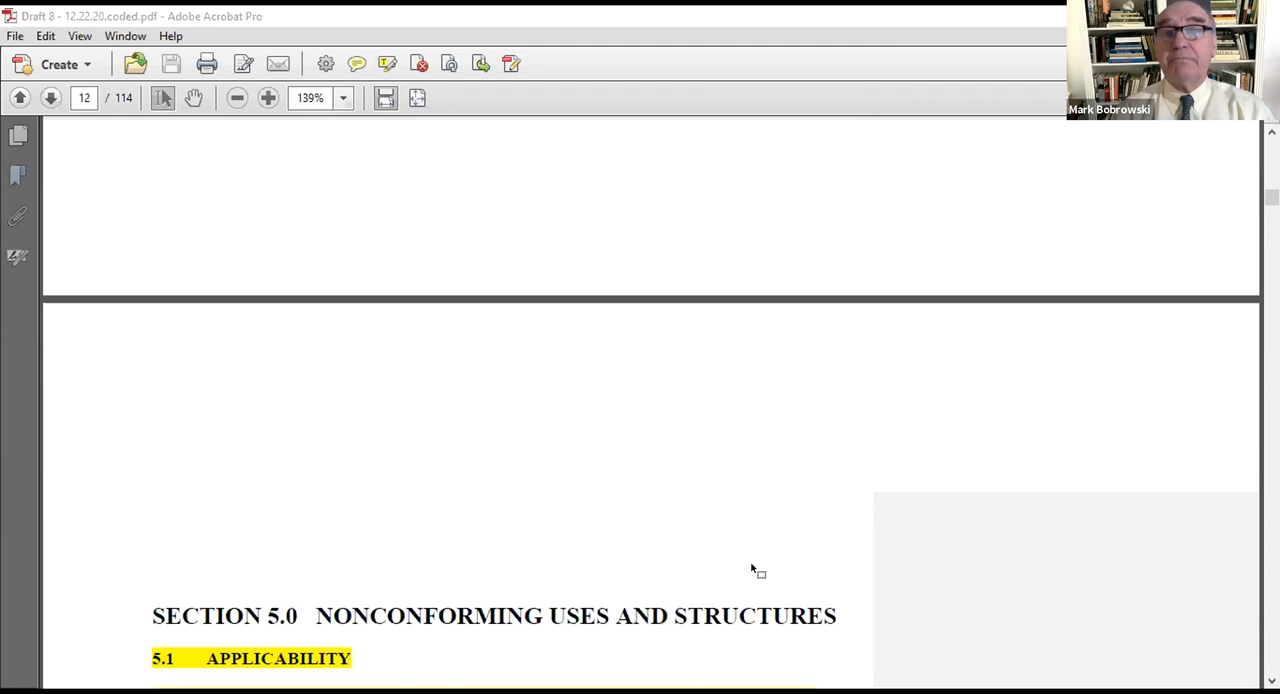 Draft 8 - 12.22.20.coded.pdf - Adobe Acrobat Pro
File Edit View Window Help
Create
12 / 114 139%
Mark Bobrowski
SECTION 5.0 NONCONFORMING USES AND STRUCTURES
5.1 APPLICABILITY